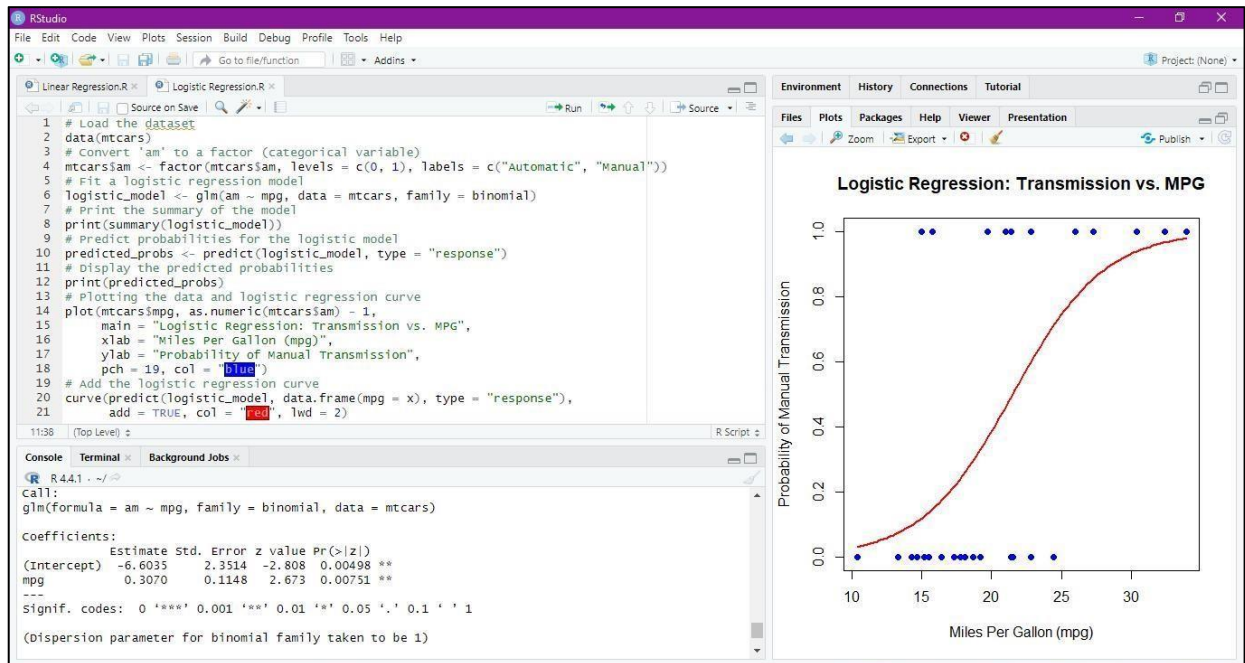 RStudio
File Edit Code View Plots Session Build Debug Profile Tools Help
Go to file/function Addins Project: (None)
Linear Regression.R Logistic Regression.R
Source on Save Run Source
1 # Load the dataset
2 data(mtcars)
3 # Convert 'am' to a factor (categorical variable)
4 mtcars$am <- factor(mtcars$am, levels = c(0, 1), labels = c("Automatic", "Manual"))
5 # Fit a logistic regression model
6 logistic_model <- glm(am ~ mpg, data = mtcars, family = binomial)
7 # Print the summary of the model
8 print(summary(logistic_model))
9 # Predict probabilities for the logistic model
10 predicted_probs <- predict(logistic_model, type = "response")
11 # Display the predicted probabilities
12 print(predicted_probs)
13 # Plotting the data and logistic regression curve
14 plot(mtcars$mpg, as.numeric(mtcars$am) - 1,
15 main = "Logistic Regression: Transmission vs. MPG",
16 xlab = "Miles Per Gallon (mpg)",
17 ylab = "Probability of Manual Transmission",
18 pch = 19, col = "blue")
19 # Add the logistic regression curve
20 curve(predict(logistic_model, data.frame(mpg = x), type = "response"),
21 add = TRUE, col = "red", lwd = 2)
11:38 (Top Level) R Script
Console Terminal Background Jobs
R R 4.4.1 · ~/
Call:
glm(formula = am ~ mpg, family = binomial, data = mtcars)
Coefficients:
Estimate Std. Error z value Pr(>|z|)
(Intercept) -6.6035 2.3514 -2.808 0.00498 **
mpg 0.3070 0.1148 2.673 0.00751 **
---
Signif. codes: 0 ‘***’ 0.001 ‘**’ 0.01 ‘*’ 0.05 ‘.’ 0.1 ‘ ’ 1
(Dispersion parameter for binomial family taken to be 1)
Environment History Connections Tutorial
Files Plots Packages Help Viewer Presentation
Zoom Export Publish
Logistic Regression: Transmission vs. MPG
Probability of Manual Transmission
1.0
0.8
0.6
0.4
0.2
0.0
10 15 20 25 30
Miles Per Gallon (mpg)